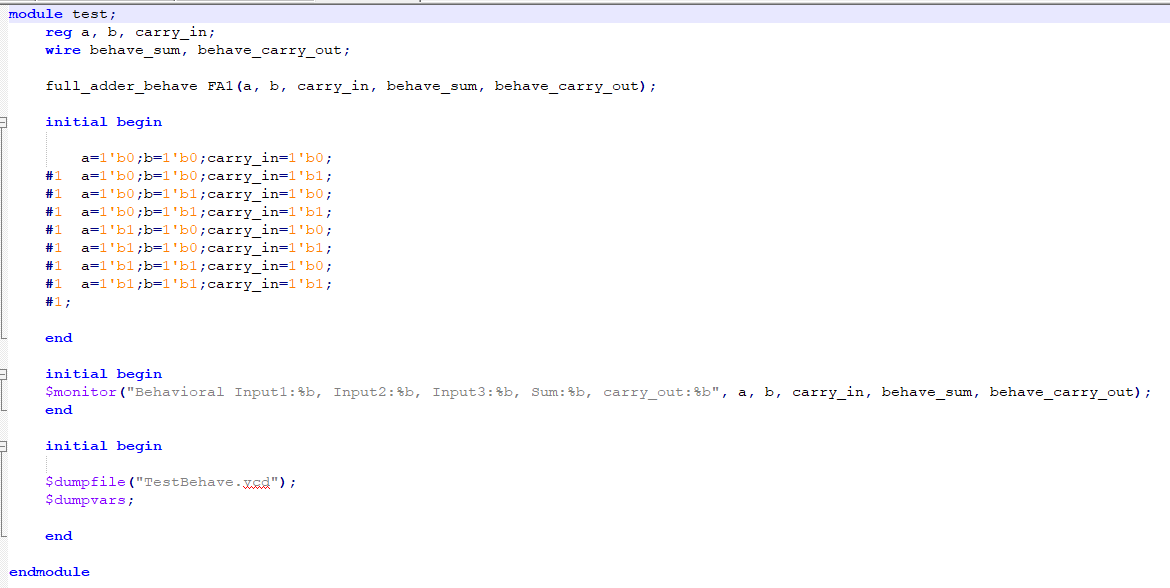 module test;
reg a, b, carry_in;
wire behave_sum, behave_carry_out;
full_adder_behave FA1(a, b, carry_in, behave_sum, behave_carry_out);
initial begin
a=1'b0;b=1'b0;carry_in=1'b0;
#1 a=1'b0;b=1'b0;carry_in=1'b1;
#1 a=1'b0;b=1'b1;carry_in=1'b0;
#1 a=1'b0;b=1'b1;carry_in=1'b1;
#1 a=1'b1;b=1'b0;carry_in=1'b0;
#1 a=1'b1;b=1'b0;carry_in=1'b1;
#1 a=1'b1;b=1'b1;carry_in=1'b0;
#1 a=1'b1;b=1'b1;carry_in=1'b1;
#1;
end
initial begin
$monitor("Behavioral Input1:%b, Input2:%b, Input3:%b, Sum:%b, carry_out:%b", a, b, carry_in, behave_sum, behave_carry_out);
end
initial begin
$dumpfile("TestBehave.vcd");
$dumpvars;
end
endmodule